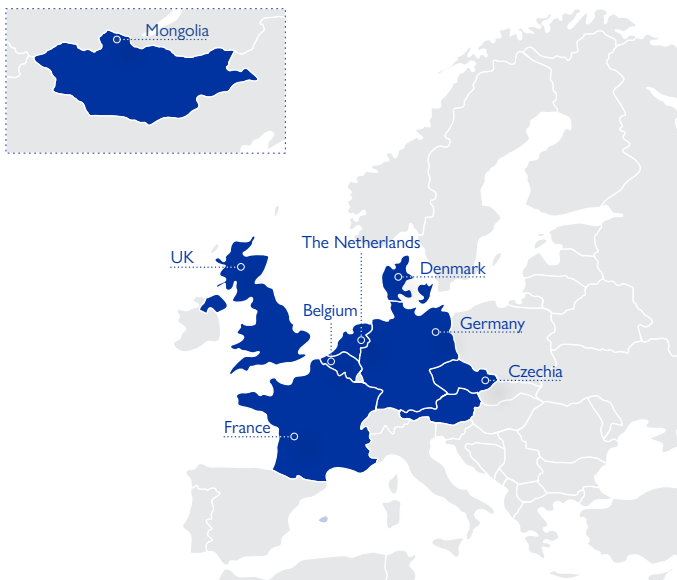 Mongolia
UK
The Netherlands
Denmark
Belgium
Germany
Czechia
France